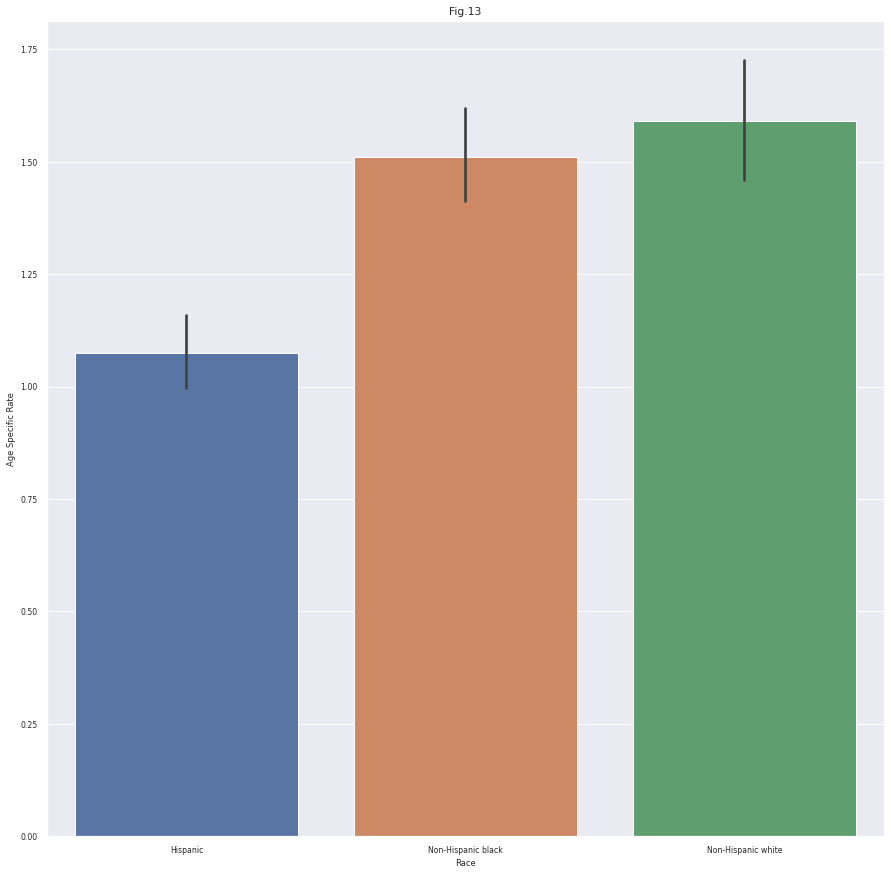 Fig.13
1.75
1.50
1.25
1.00
0.75
0.50
0.25
0.00
Age Specific Rate
Hispanic
Non-Hispanic black
Non-Hispanic white
Race